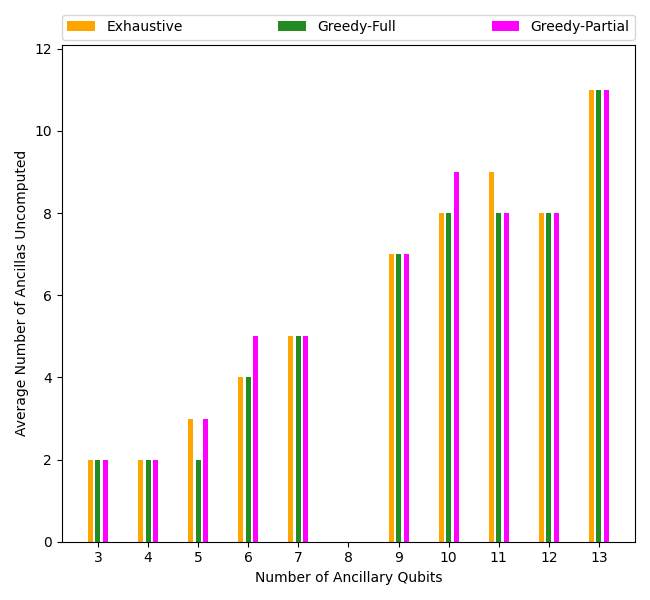 Exhaustive Greedy-Full Greedy-Partial
12
10
8
6
4
2
0
Average Number of Ancillas Uncomputed
3 4 5 6 7 8 9 10 11 12 13
Number of Ancillary Qubits